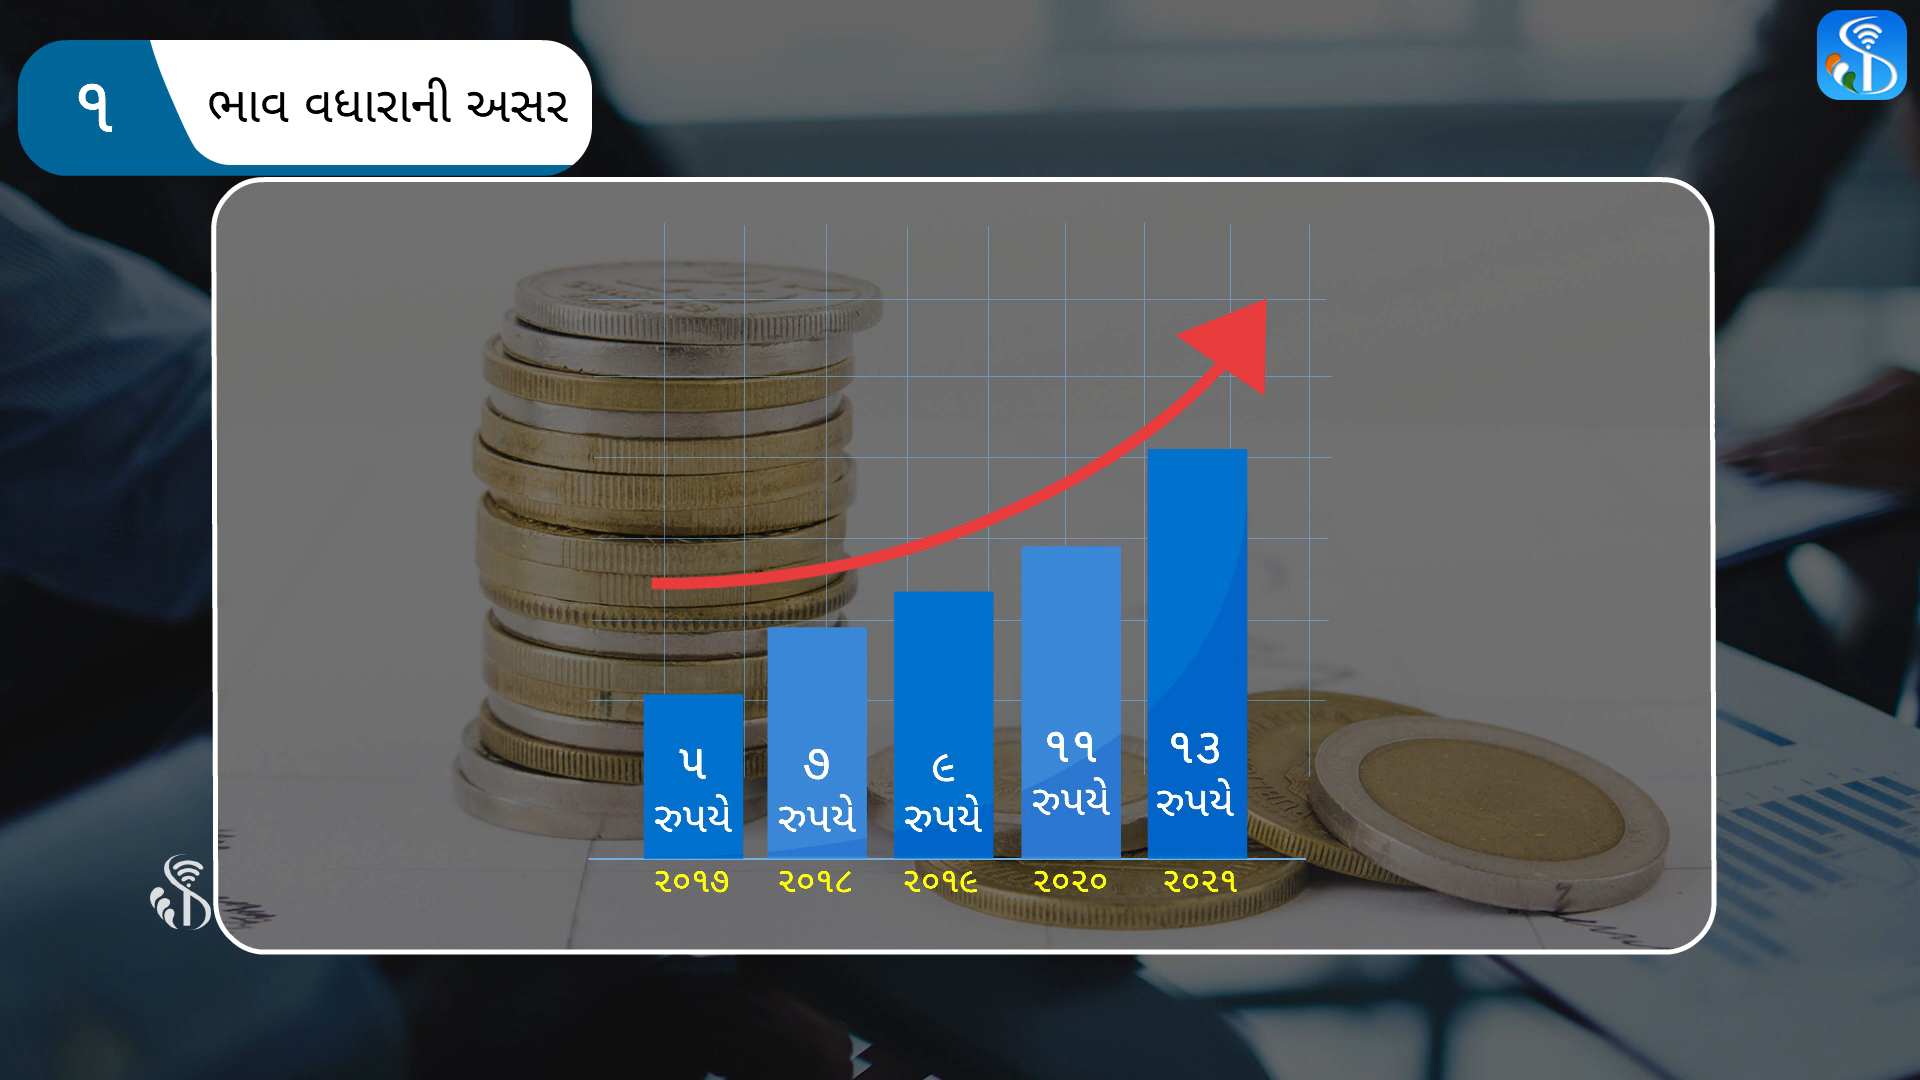 ૧
ભાવ વધારાની અસર
૫
રુપયે
૭
રુપયે
૯
રુપયે
૧૧
રુપયે
૧૩
રુપયે
૨૦૧૭ ૨૦૧૮ ૨૦૧૯ ૨૦૨૦ ૨૦૨૧